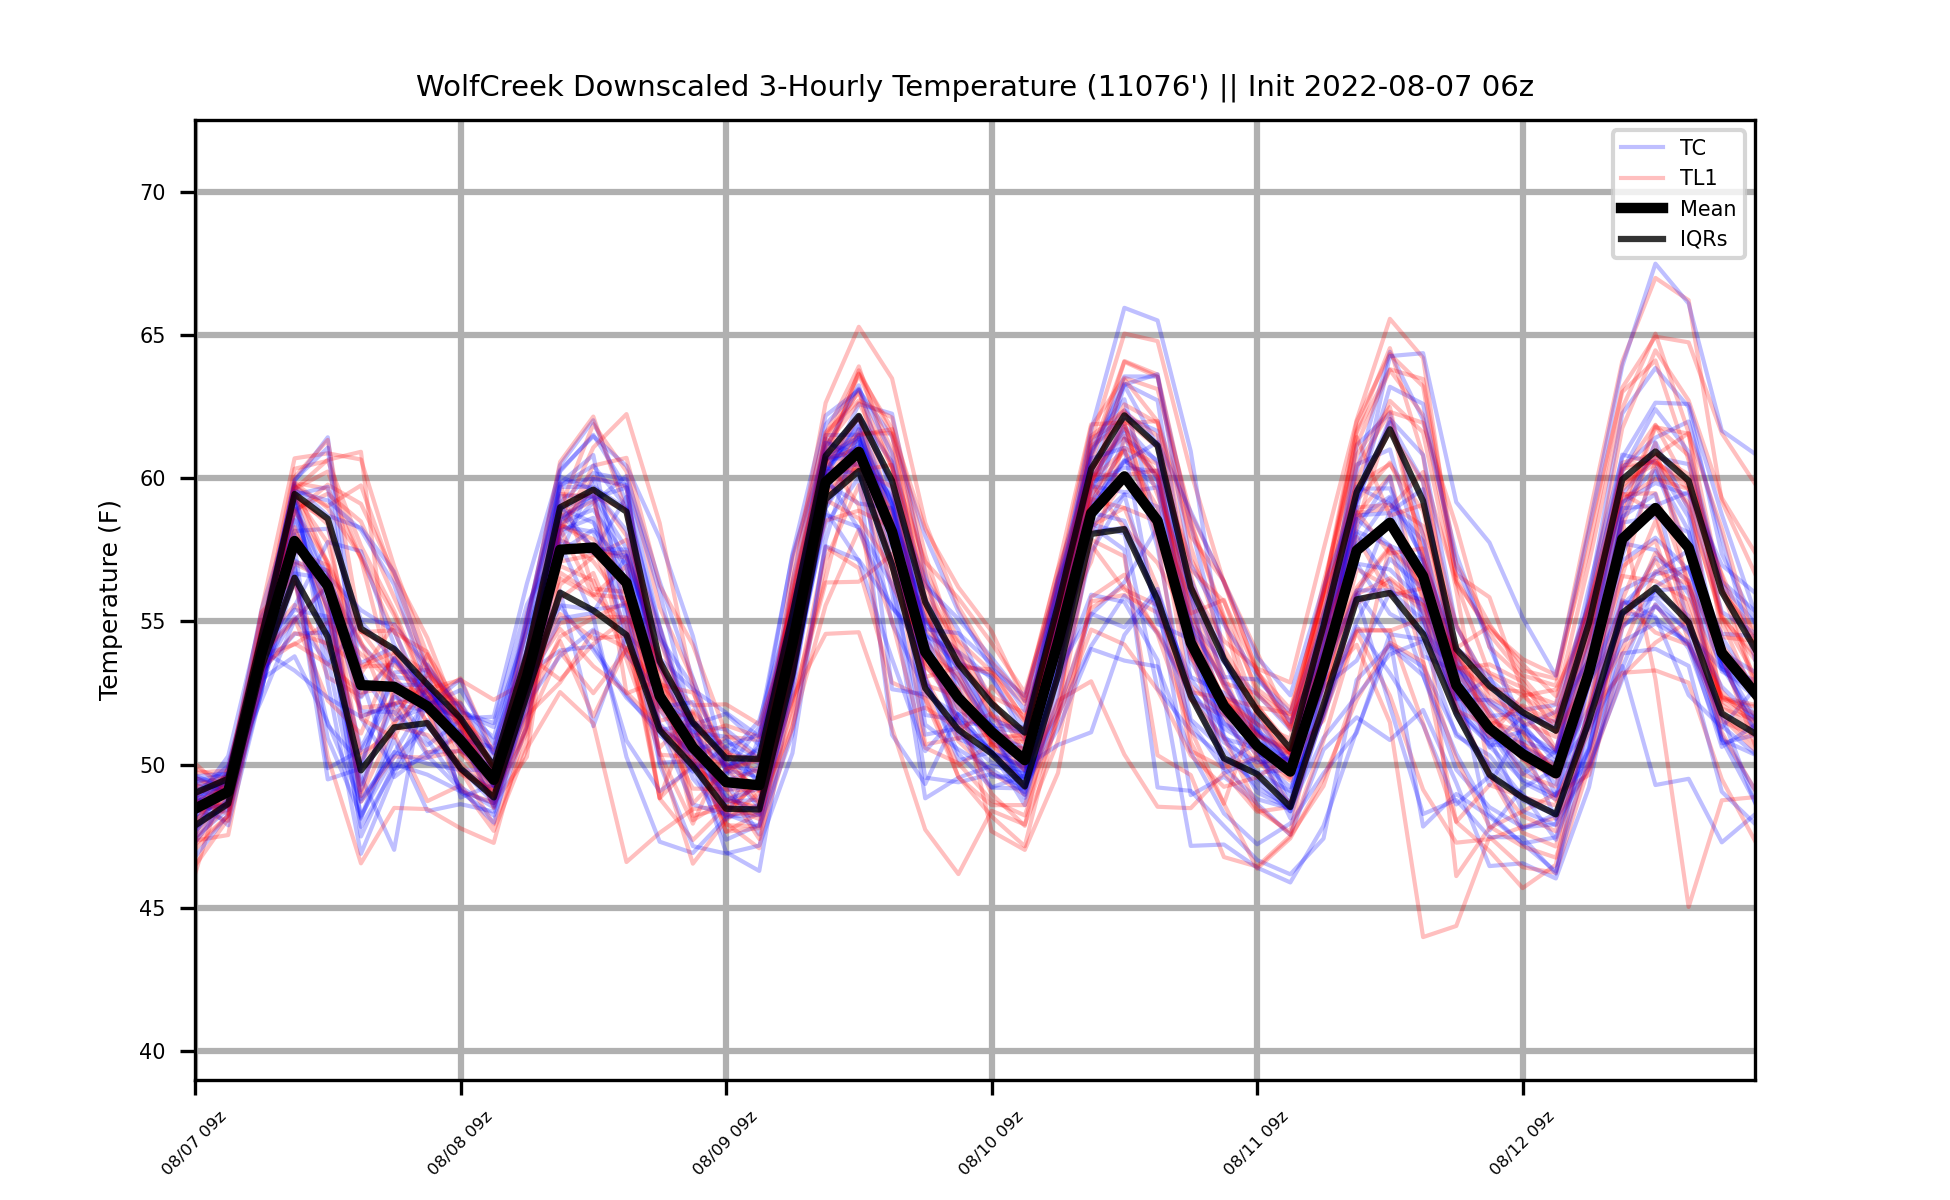 WolfCreek Downscaled 3-Hourly Temperature (11076') || Init 2022-08-07 06z
TC
TL1
Mean
IQRs
Temperature (F)
70
65
60
55
50
45
40
08/07 09z
08/08 09z
08/09 09z
08/10 09z
08/11 09z
08/12 09z